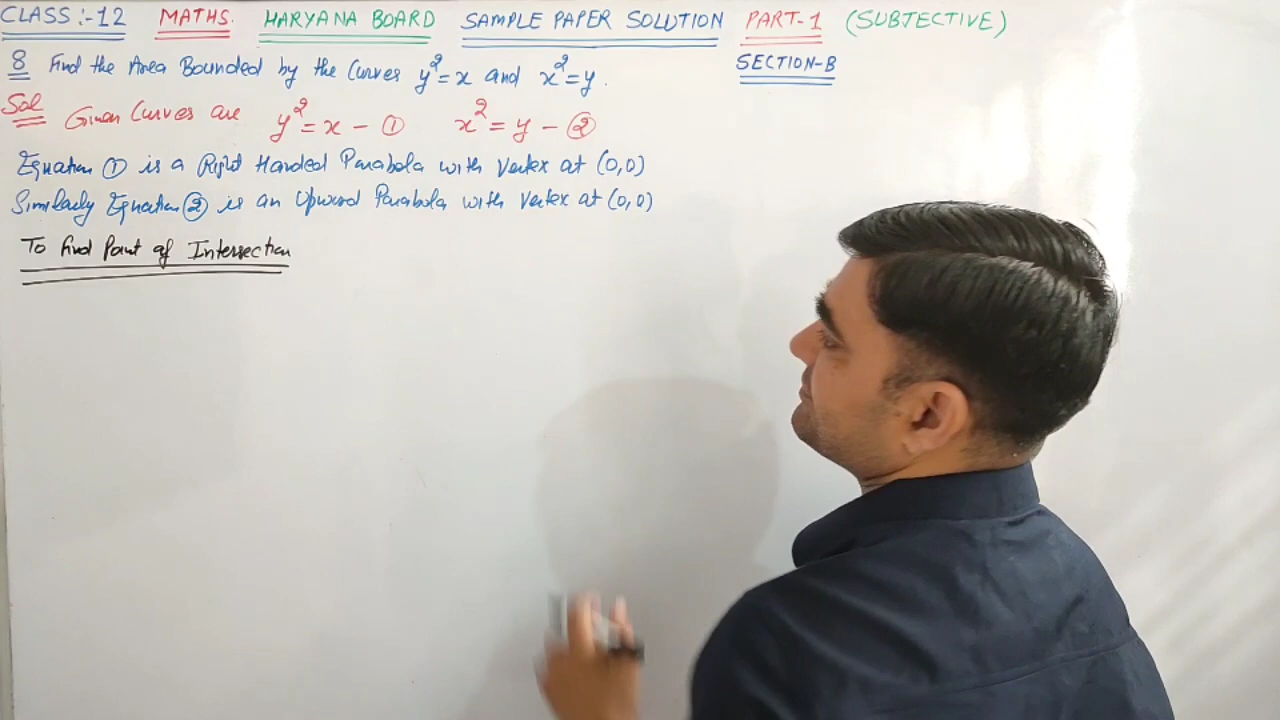 CLASS :- 12 MATHS. HARYANA BOARD SAMPLE PAPER SOLUTION PART-1 (SUBJECTIVE)
8 Find the Area Bounded by the Curves y²=x and x²=y.
SECTION-B
Sol Given Curves are y²=x - ① x²=y - ②
Equation ① is a Right Handed Parabola with Vertex at (0,0)
Similarly Equation ② is an Upward Parabola with Vertex at (0,0)
To find Point of Intersection